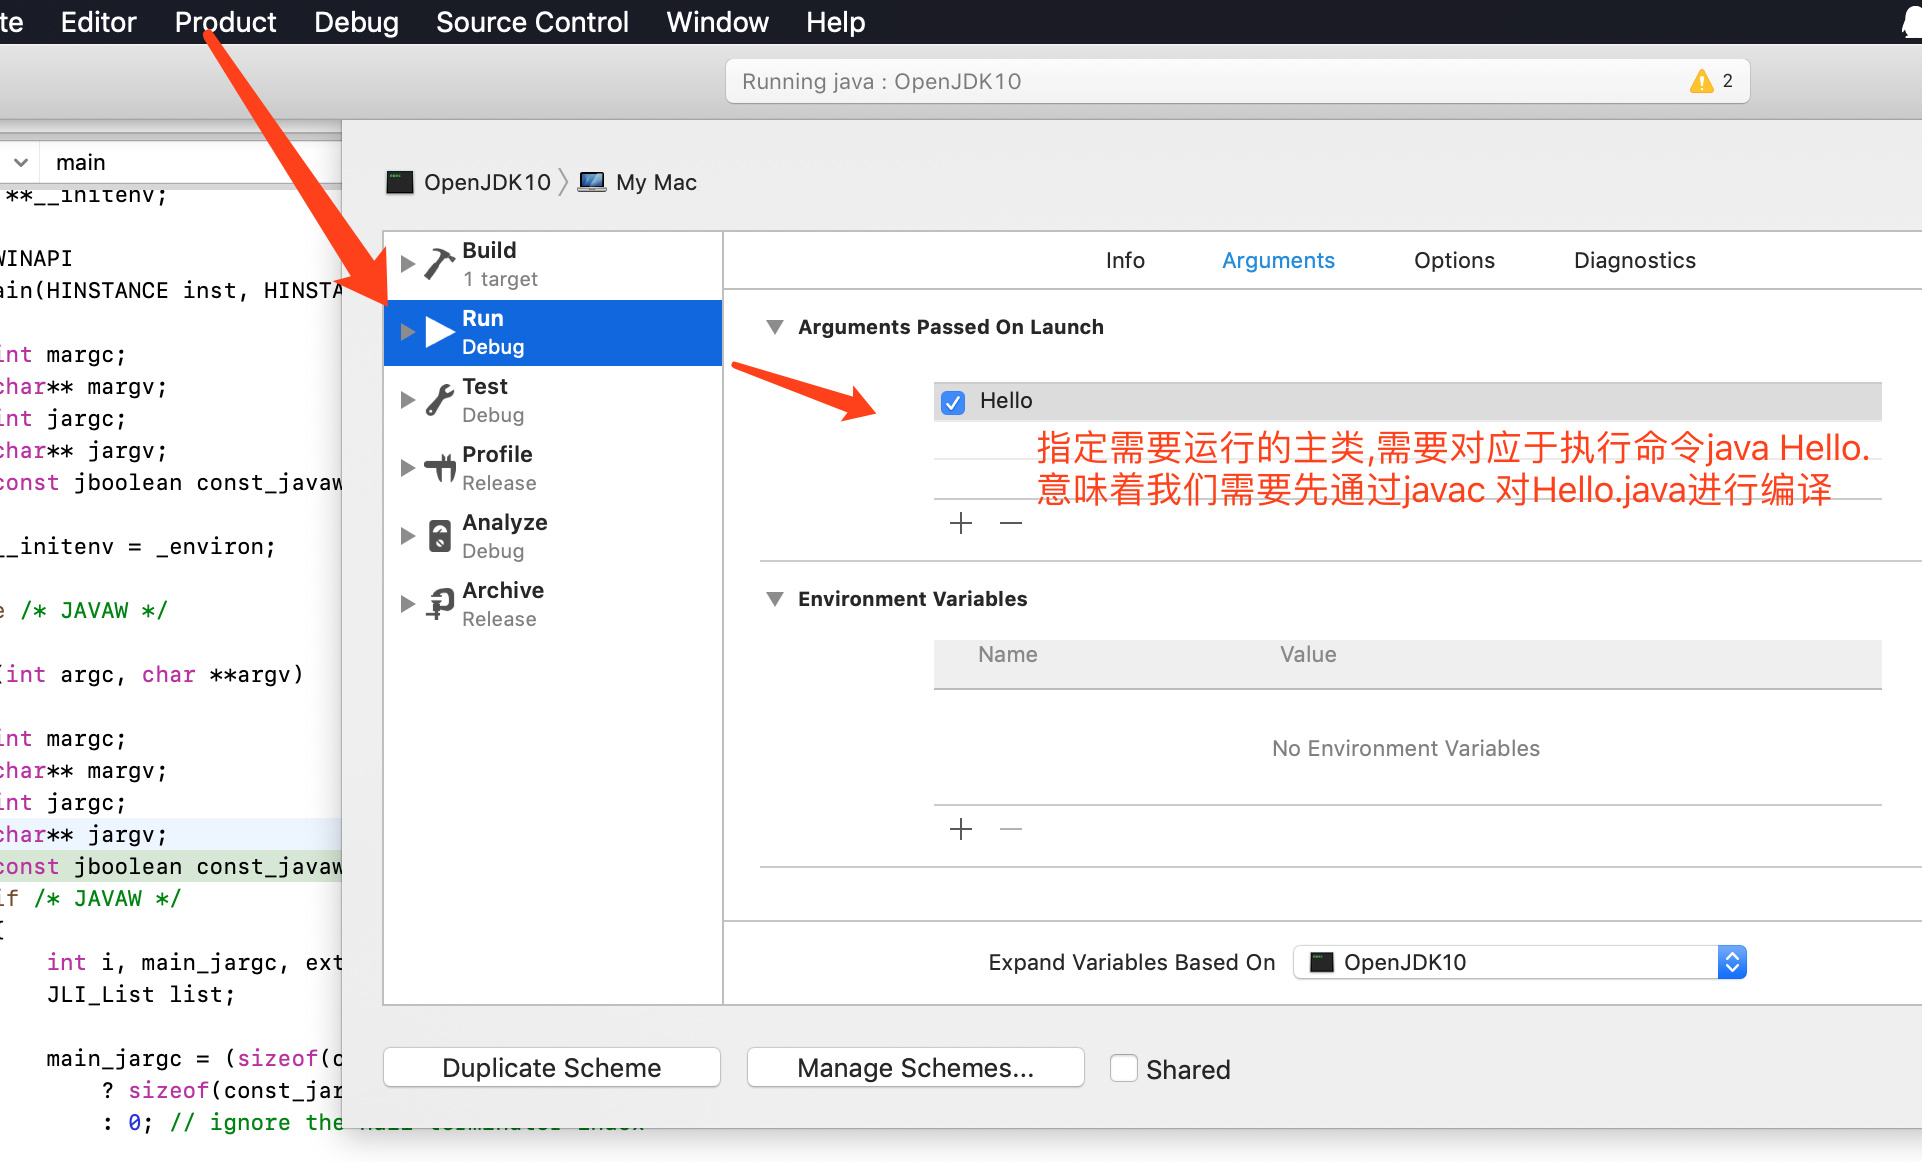 te Editor Product Debug Source Control Window Help
Running java : OpenJDK10 2
main
**__initenv;
WINAPI
ain(HINSTANCE inst, HINSTA
int margc;
char** margv;
int jargc;
char** jargv;
const jboolean const_javaw
__initenv = _environ;
e /* JAVAW */
(int argc, char **argv)
int margc;
char** margv;
int jargc;
char** jargv;
const jboolean const_javaw
if /* JAVAW */
{
int i, main_jargc, ext
JLI_List list;
main_jargc = (sizeof(c
? sizeof(const_jar
: 0; // ignore the null terminator index
OpenJDK10 My Mac
Build
1 target
Run
Debug
Test
Debug
Profile
Release
Analyze
Debug
Archive
Release
Info Arguments Options Diagnostics
Arguments Passed On Launch
Hello
指定需要运行的主类,需要对应于执行命令java Hello.
意味着我们需要先通过javac 对Hello.java进行编译
Environment Variables
Name Value
No Environment Variables
Expand Variables Based On OpenJDK10
Duplicate Scheme Manage Schemes... Shared